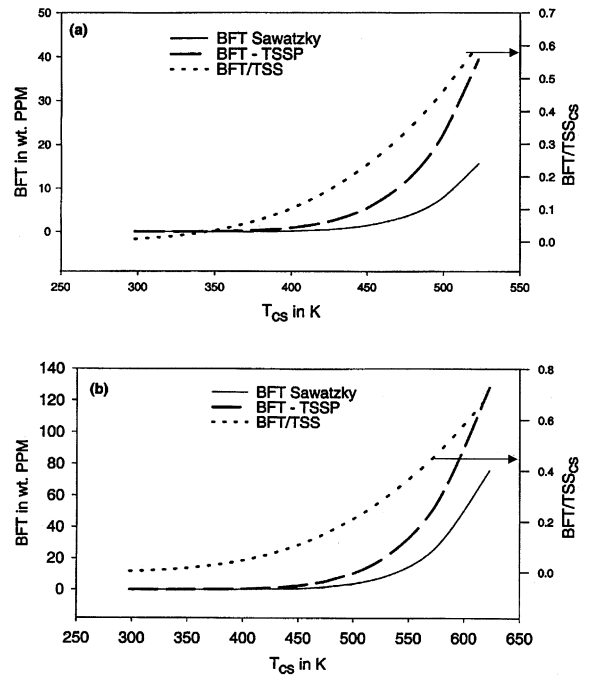 (a)
BFT Sawatzky
BFT - TSSP
BFT/TSS
50
40
30
20
10
0
BFT in wt. PPM
0.7
0.6
0.5
0.4
0.3
0.2
0.1
0.0
BFT/TSSCS
250 300 350 400 450 500 550
TCS in K
(b)
BFT Sawatzky
BFT - TSSP
BFT/TSS
140
120
100
80
60
40
20
0
BFT in wt. PPM
0.8
0.6
0.4
0.2
0.0
BFT/TSSCS
250 300 350 400 450 500 550 600 650
TCS in K